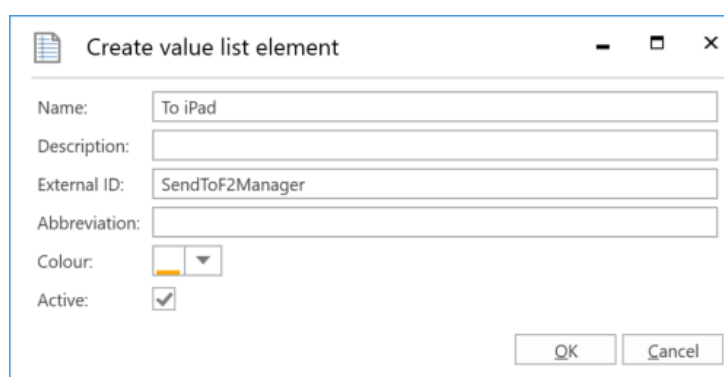 Create value list element
Name: To iPad
Description:
External ID: SendToF2Manager
Abbreviation:
Colour:
Active:
OK Cancel